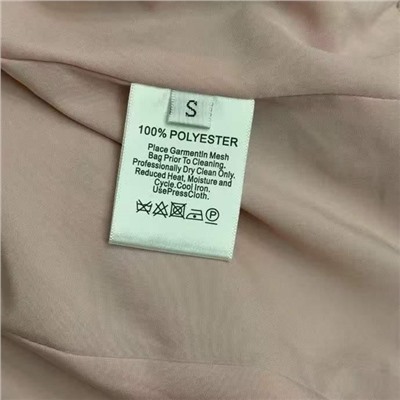 S
100% POLYESTER
Place Garmentin Mesh
Bag Prior To Cleaning,
Professionally Dry Clean Only.
Reduced Heat, Moisture and
Cycle.Cool Iron.
UsePressCloth.
P